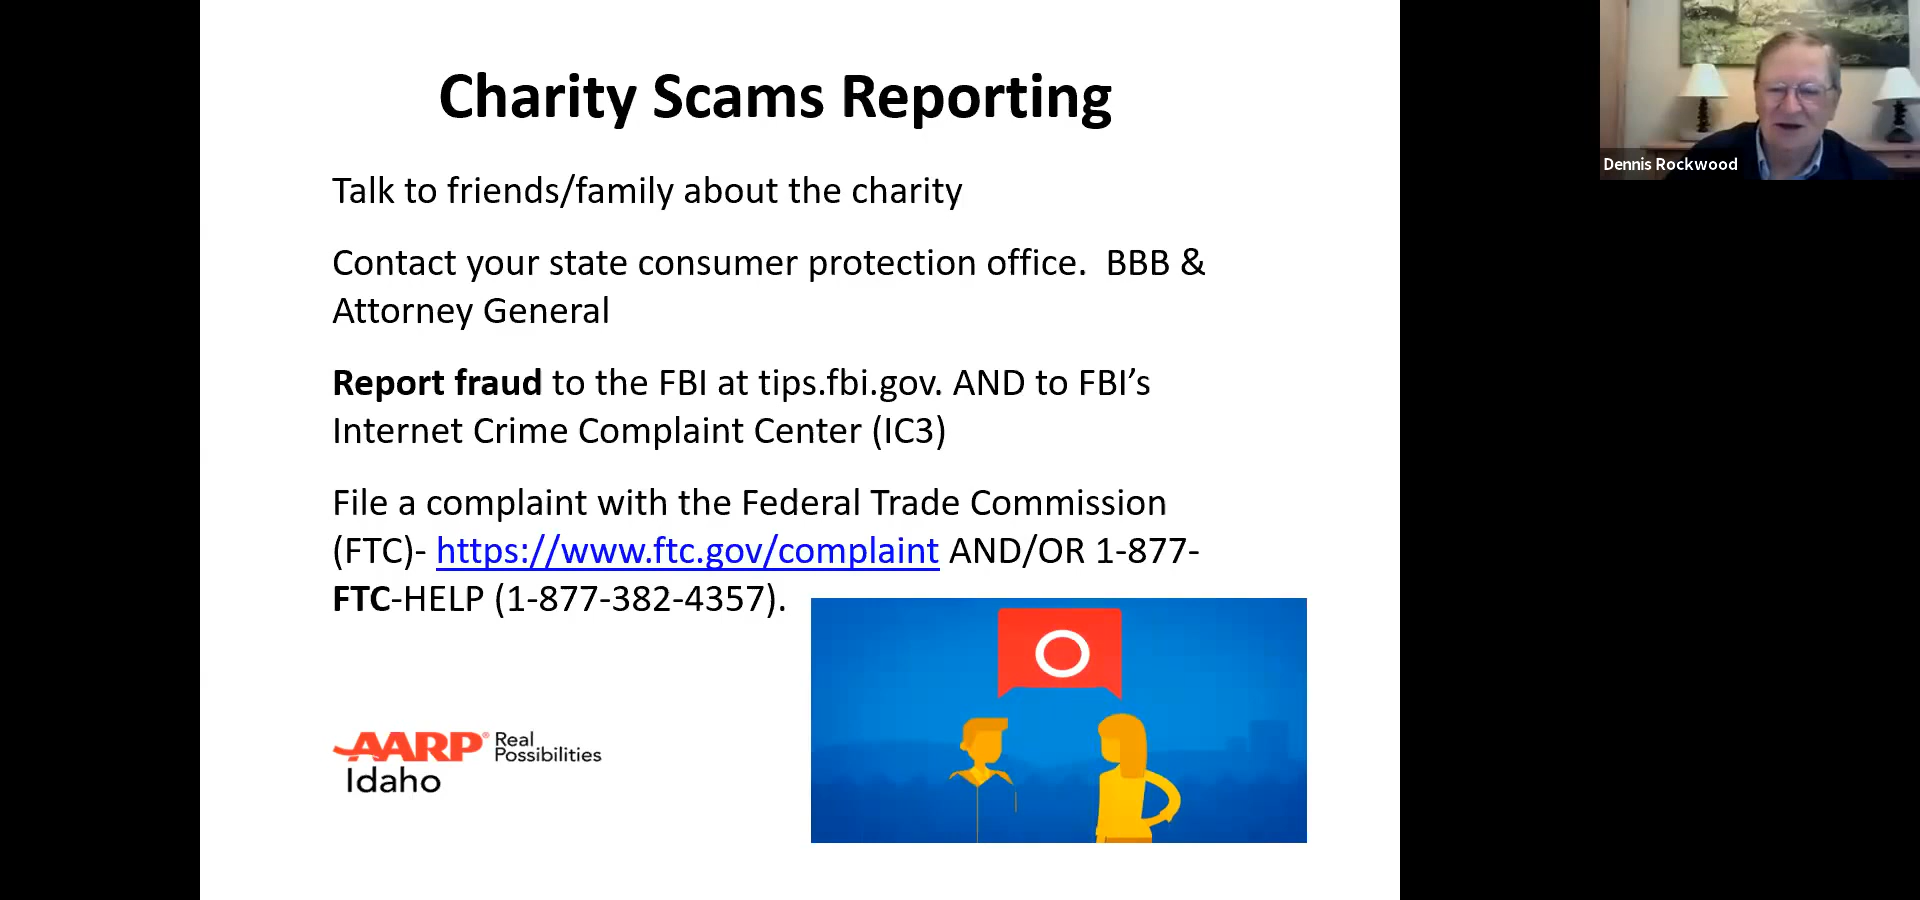 Charity Scams Reporting
Talk to friends/family about the charity
Contact your state consumer protection office.  BBB &
Attorney General
Report fraud to the FBI at tips.fbi.gov. AND to FBI’s
Internet Crime Complaint Center (IC3)
File a complaint with the Federal Trade Commission
(FTC)- https://www.ftc.gov/complaint AND/OR 1-877-
FTC-HELP (1-877-382-4357).
AARP® Real
Possibilities
Idaho
Dennis Rockwood